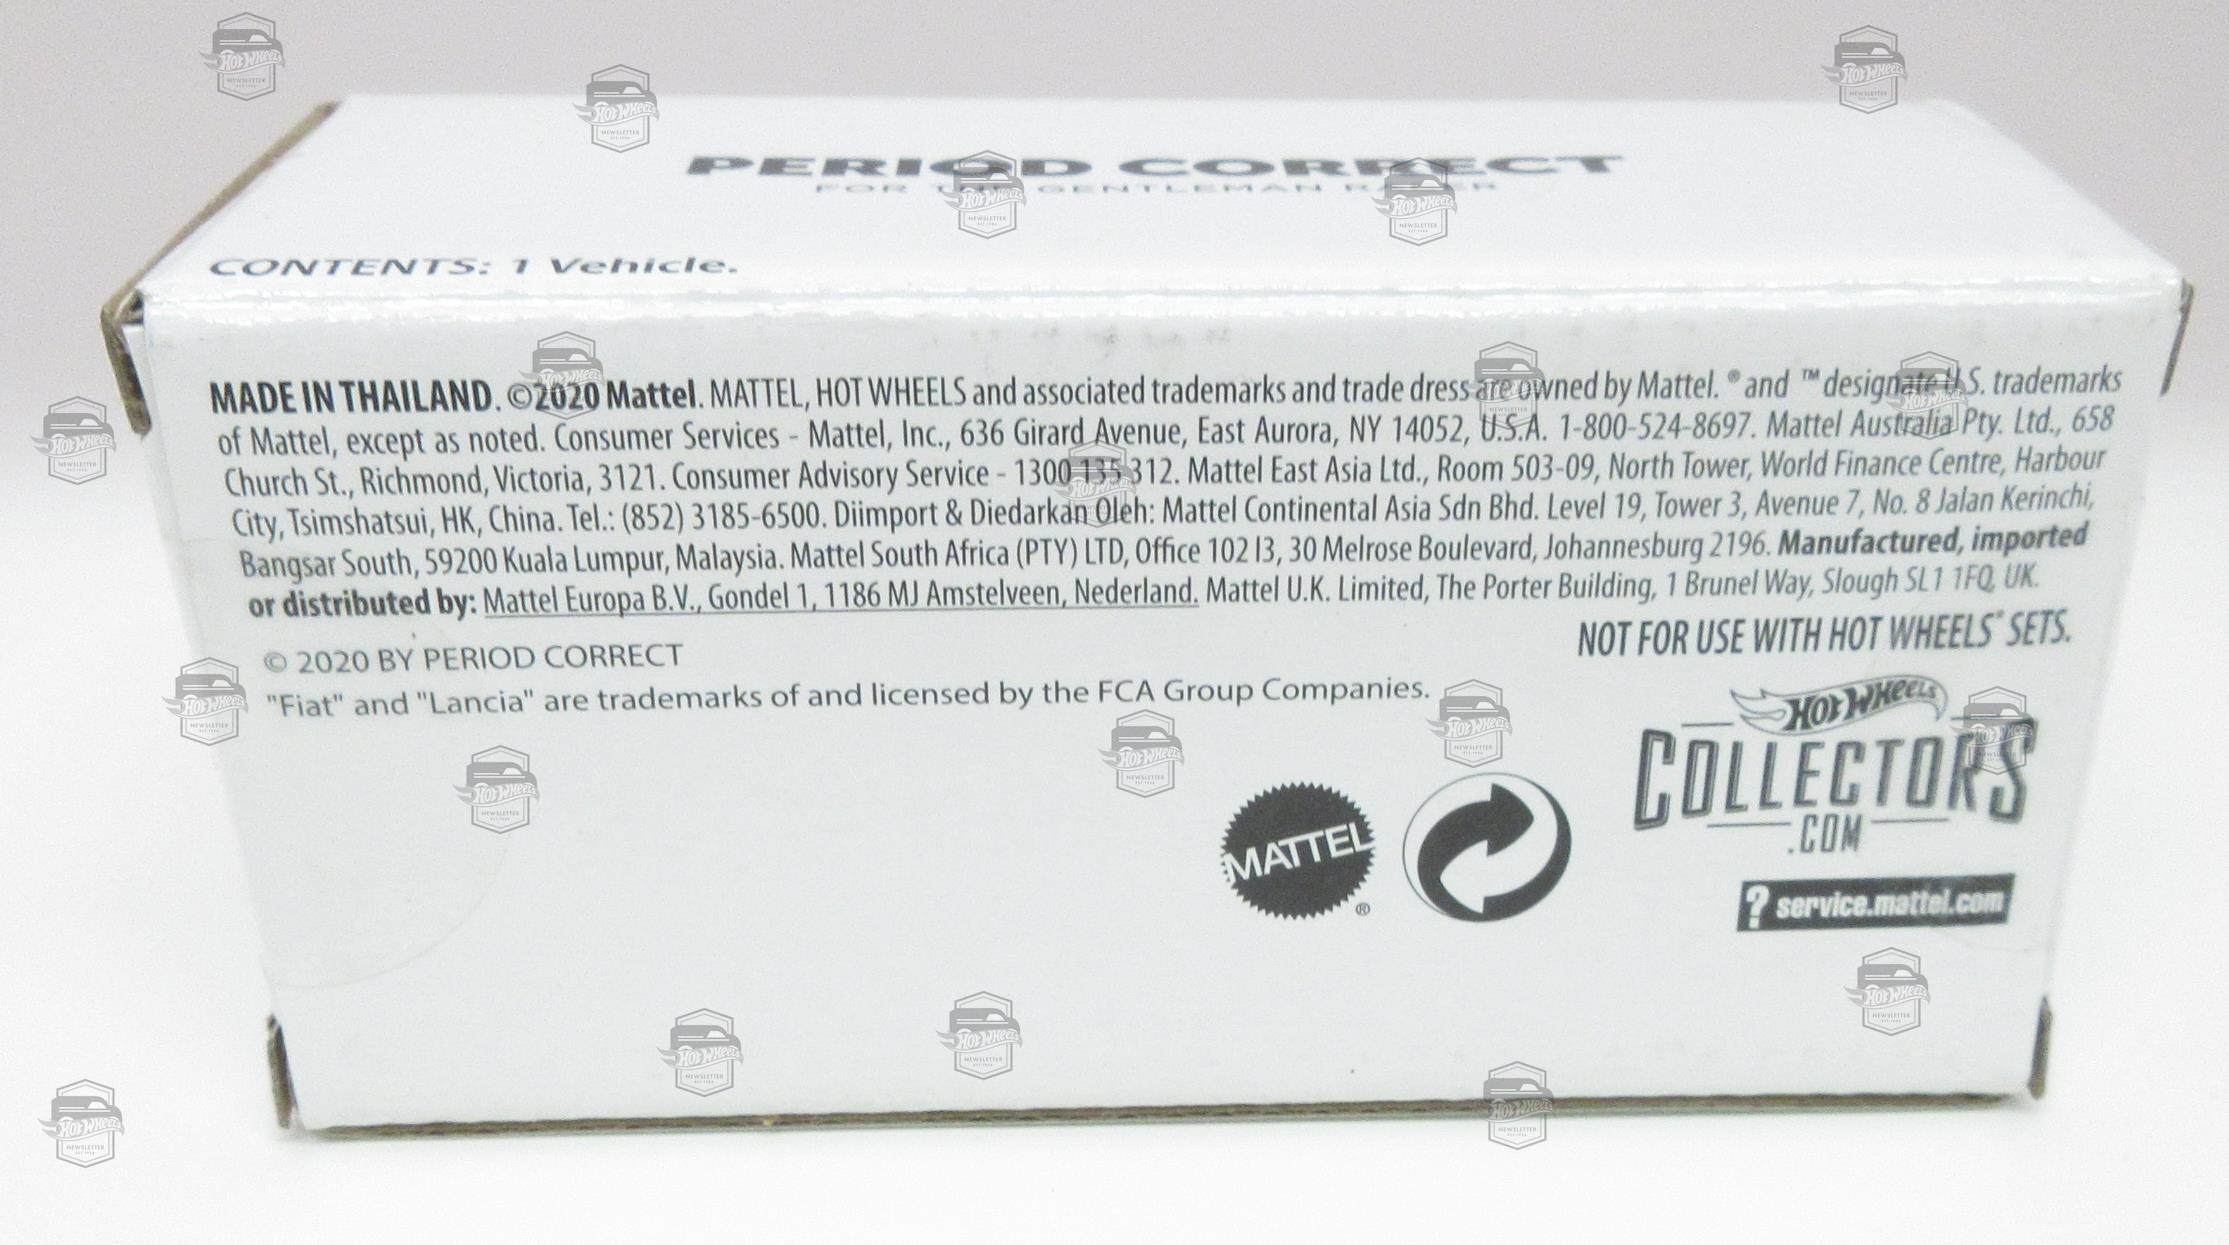 PERIOD CORRECT
FOR THE GENTLEMAN RACER
CONTENTS: 1 Vehicle.
MADE IN THAILAND. ©2020 Mattel. MATTEL, HOT WHEELS and associated trademarks and trade dress are owned by Mattel. ® and ™ designate U.S. trademarks
of Mattel, except as noted. Consumer Services - Mattel, Inc., 636 Girard Avenue, East Aurora, NY 14052, U.S.A. 1-800-524-8697. Mattel Australia Pty. Ltd., 658
Church St., Richmond, Victoria, 3121. Consumer Advisory Service - 1300 135 312. Mattel East Asia Ltd., Room 503-09, North Tower, World Finance Centre, Harbour
City, Tsimshatsui, HK, China. Tel.: (852) 3185-6500. Diimport & Diedarkan Oleh: Mattel Continental Asia Sdn Bhd. Level 19, Tower 3, Avenue 7, No. 8 Jalan Kerinchi,
Bangsar South, 59200 Kuala Lumpur, Malaysia. Mattel South Africa (PTY) LTD, Office 102 I3, 30 Melrose Boulevard, Johannesburg 2196. Manufactured, imported
or distributed by: Mattel Europa B.V., Gondel 1, 1186 MJ Amstelveen, Nederland. Mattel U.K. Limited, The Porter Building, 1 Brunel Way, Slough SL1 1FQ, UK.
© 2020 BY PERIOD CORRECT
"Fiat" and "Lancia" are trademarks of and licensed by the FCA Group Companies.
NOT FOR USE WITH HOT WHEELS® SETS.
HOT WHEELS
COLLECTORS
.COM
MATTEL
®
? service.mattel.com
HOT WHEELS
NEWSLETTER